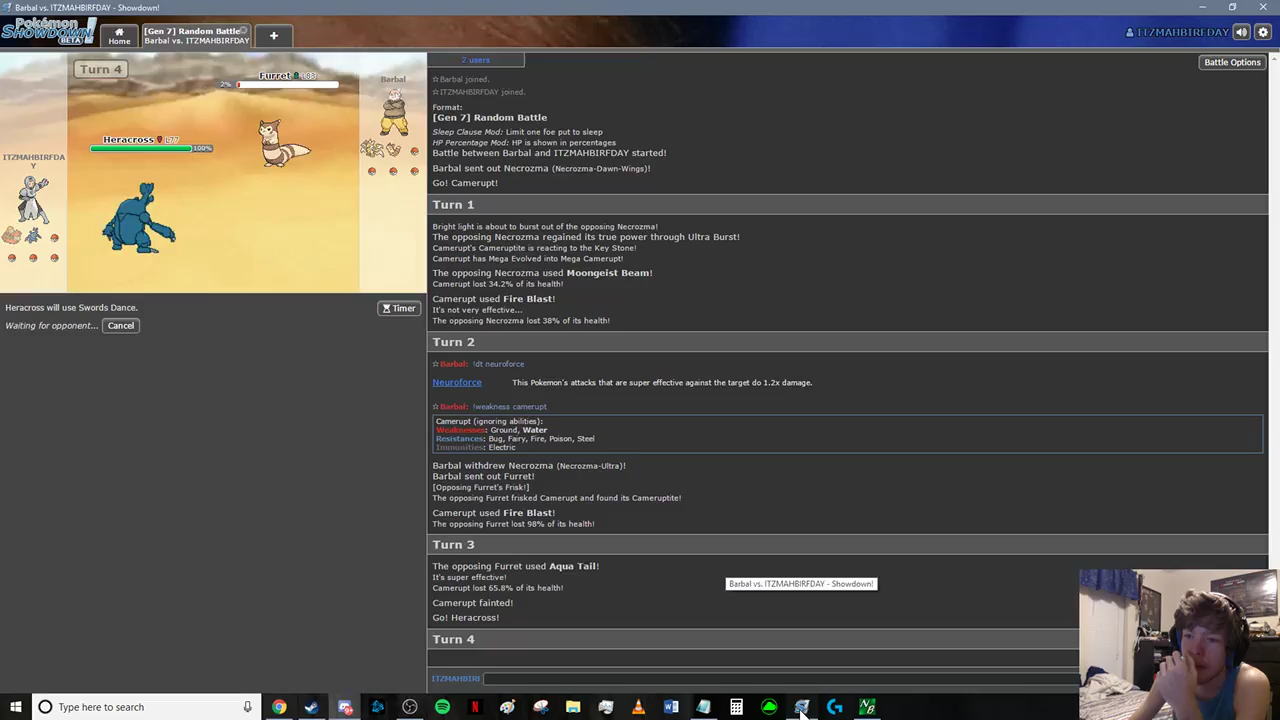 Barbal vs. ITZMAHBIRFDAY - Showdown!
Pokémon
Showdown!
BETA
Home
[Gen 7] Random Battle
Barbal vs. ITZMAHBIRFDAY
+
ITZMAHBIRFDAY
Turn 4
Furret L83
2%
Barbal
Heracross L77
100%
ITZMAHBIRFDA
Y
Heracross will use Swords Dance.
Timer
Waiting for opponent...
Cancel
2 users
Battle Options
☆Barbal joined.
☆ITZMAHBIRFDAY joined.
Format:
[Gen 7] Random Battle
Sleep Clause Mod: Limit one foe put to sleep
HP Percentage Mod: HP is shown in percentages
Battle between Barbal and ITZMAHBIRFDAY started!
Barbal sent out Necrozma (Necrozma-Dawn-Wings)!
Go! Camerupt!
Turn 1
Bright light is about to burst out of the opposing Necrozma!
The opposing Necrozma regained its true power through Ultra Burst!
Camerupt's Cameruptite is reacting to the Key Stone!
Camerupt has Mega Evolved into Mega Camerupt!
The opposing Necrozma used Moongeist Beam!
Camerupt lost 34.2% of its health!
Camerupt used Fire Blast!
It's not very effective...
The opposing Necrozma lost 38% of its health!
Turn 2
☆Barbal: !dt neuroforce
Neuroforce This Pokemon's attacks that are super effective against the target do 1.2x damage.
☆Barbal: !weakness camerupt
Camerupt (ignoring abilities):
Weaknesses: Ground, Water
Resistances: Bug, Fairy, Fire, Poison, Steel
Immunities: Electric
Barbal withdrew Necrozma (Necrozma-Ultra)!
Barbal sent out Furret!
[Opposing Furret's Frisk!]
The opposing Furret frisked Camerupt and found its Cameruptite!
Camerupt used Fire Blast!
The opposing Furret lost 98% of its health!
Turn 3
The opposing Furret used Aqua Tail!
It's super effective!
Camerupt lost 65.8% of its health!
Camerupt fainted!
Go! Heracross!
Barbal vs. ITZMAHBIRFDAY - Showdown!
Turn 4
ITZMAHBIRI
Type here to search